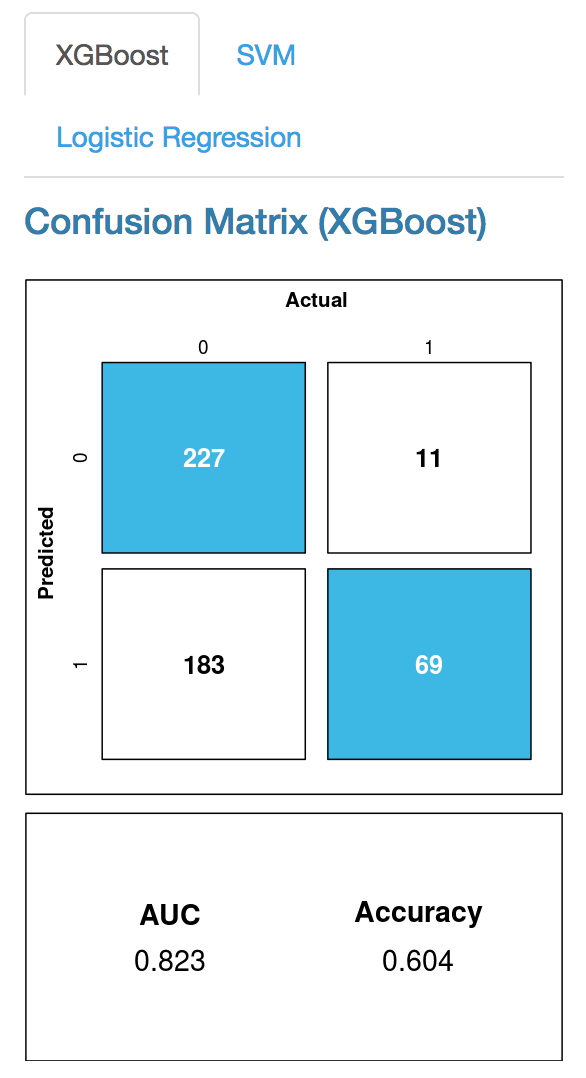 XGBoost SVM
Logistic Regression
Confusion Matrix (XGBoost)
Actual
0 1
0 227 11
Predicted
1 183 69
AUC Accuracy
0.823 0.604